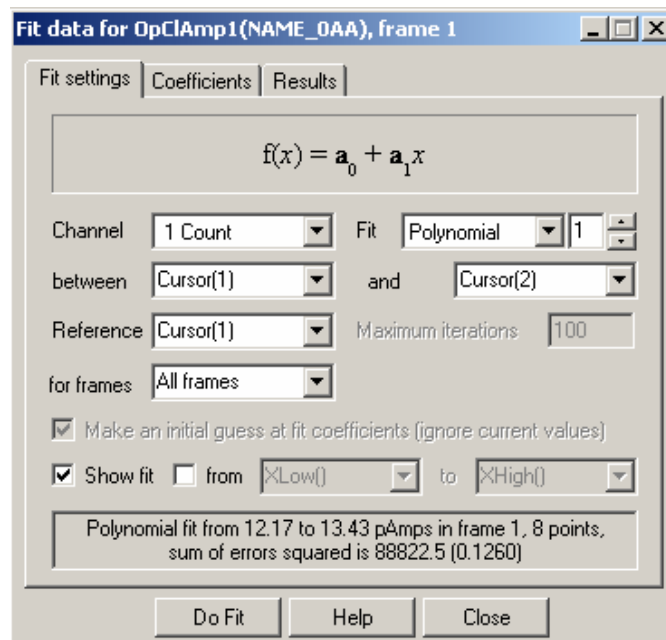 Fit data for OpClAmp1(NAME_0AA), frame 1
Fit settings Coefficients Results
f(x) = a0 + a1x
Channel 1 Count Fit Polynomial 1
between Cursor(1) and Cursor(2)
Reference Cursor(1) Maximum iterations 100
for frames All frames
Make an initial guess at fit coefficients (ignore current values)
Show fit from XLow() to XHigh()
Polynomial fit from 12.17 to 13.43 pAmps in frame 1, 8 points,
sum of errors squared is 88822.5 (0.1260)
Do Fit Help Close